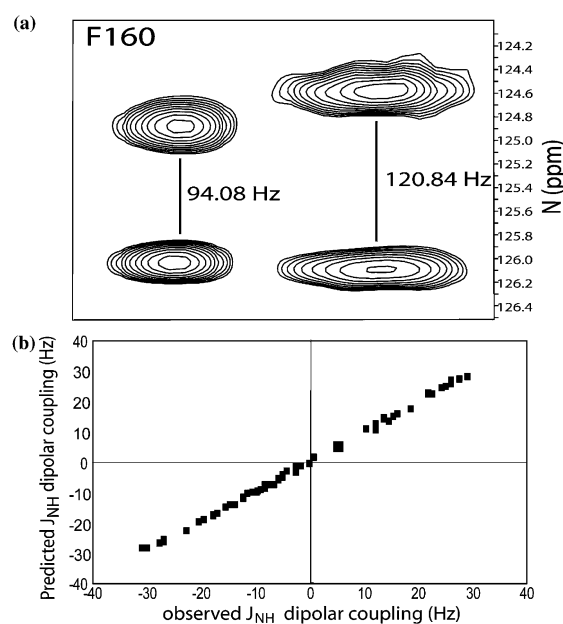 (a)
F160
94.08 Hz
120.84 Hz
124.2
124.4
124.6
124.8
125.0
125.2
125.4
125.6
125.8
126.0
126.2
126.4
N (ppm)
(b)
Predicted JNH dipolar coupling (Hz)
40
30
20
10
0
-10
-20
-30
-40
-40 -30 -20 -10 0 10 20 30 40
observed JNH dipolar coupling (Hz)